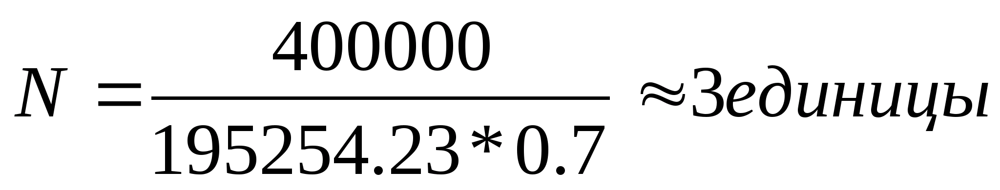 N = 400000 / 195254.23 * 0.7 ≈ 3единицы